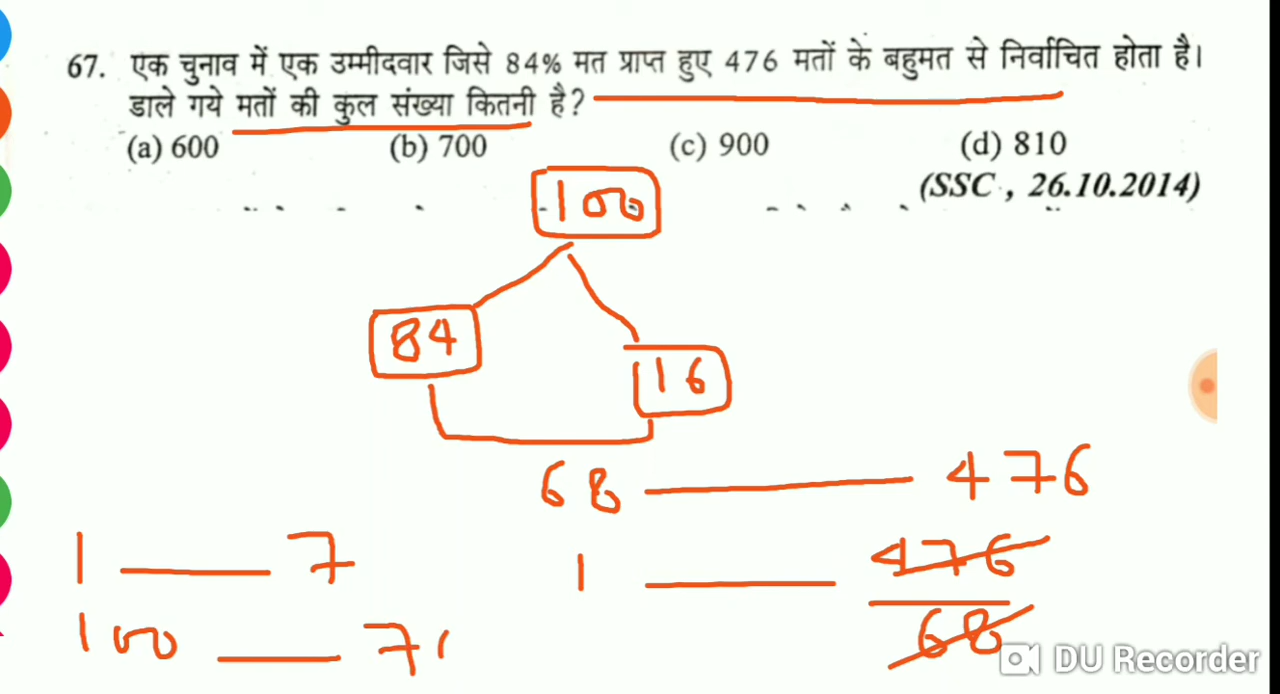 67. एक चुनाव में एक उम्मीदवार जिसे 84% मत प्राप्त हुए 476 मतों के बहुमत से निर्वाचित होता है।
डाले गये मतों की कुल संख्या कितनी है?
(a) 600 (b) 700 (c) 900 (d) 810
(SSC , 26.10.2014)
100
84
16
68 — 476
1 — 7 1 — 476
68
100 — 7
DU Recorder